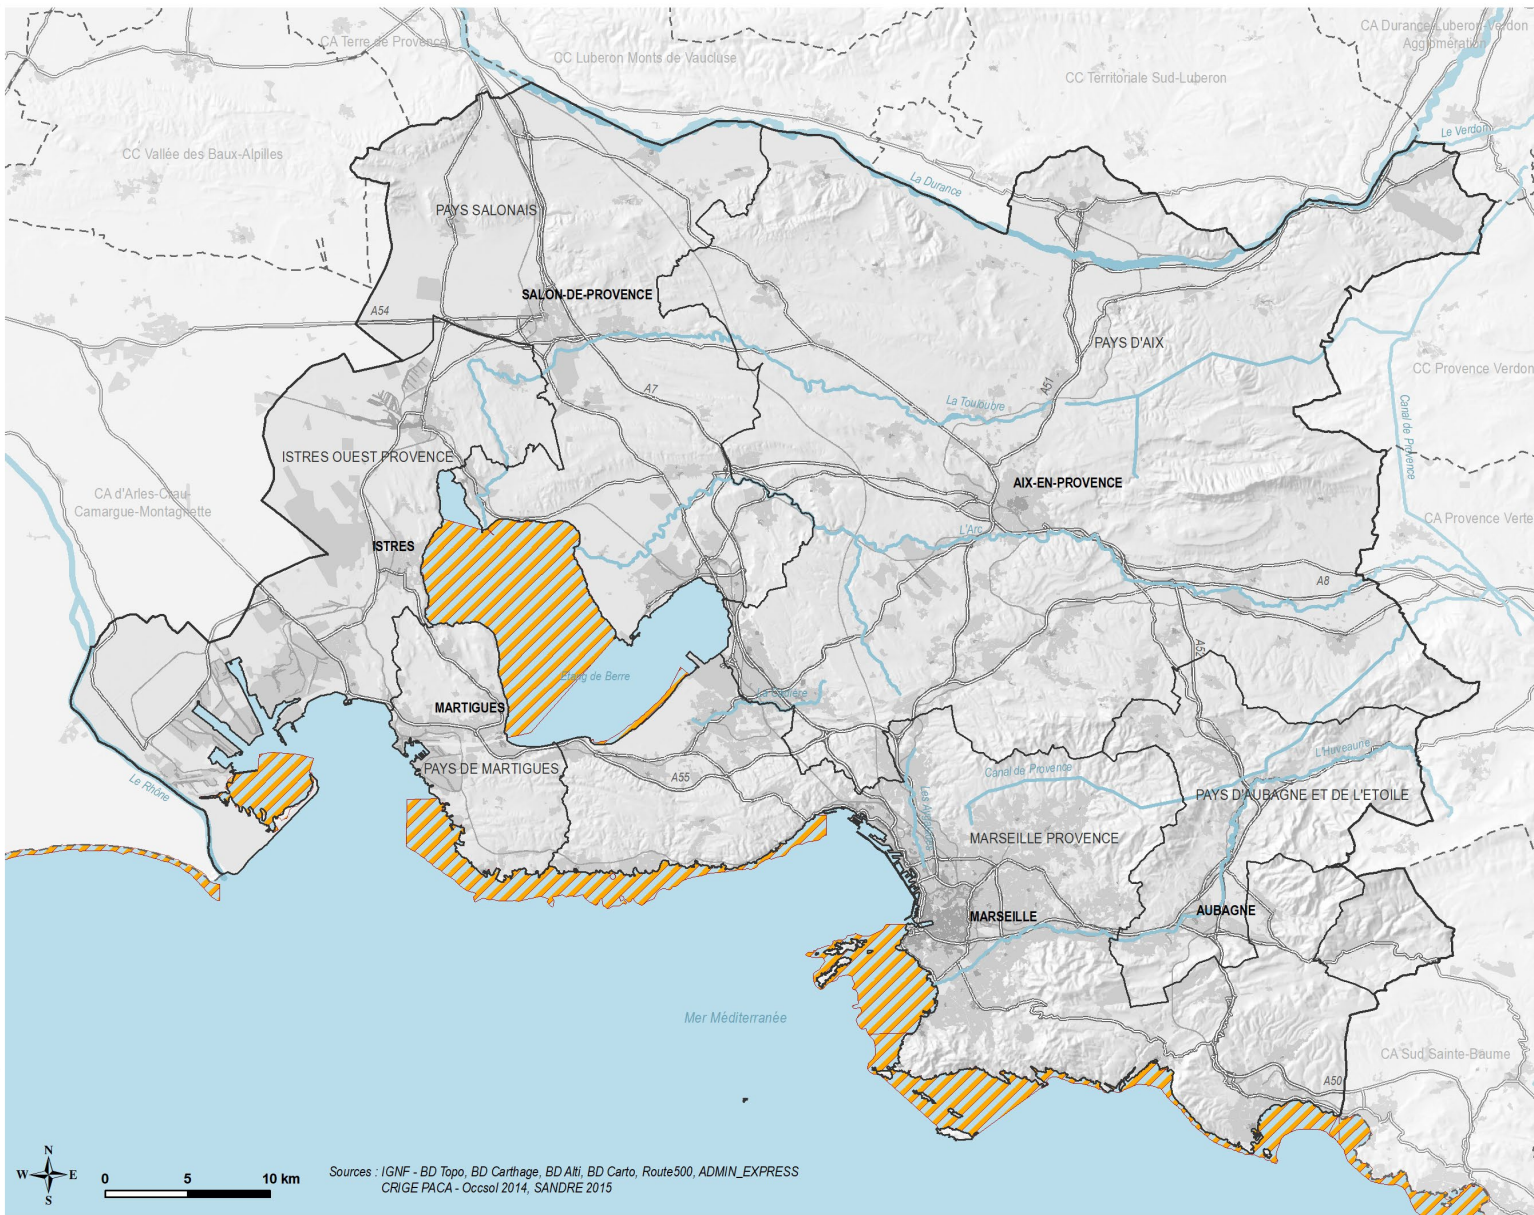 CA Terre de Provence
CA Durance-Luberon-Verdon
Agglomération
CC Luberon Monts de Vaucluse
CC Territoriale Sud-Luberon
Le Verdon
CC Vallée des Baux-Alpilles
La Durance
PAYS SALONAIS
SALON-DE-PROVENCE
A54
PAYS D'AIX
CC Provence Verdon
A7
A51
La Touloubre
Canal de Provence
ISTRES OUEST PROVENCE
AIX-EN-PROVENCE
CA d'Arles-Crau-
Camargue-Montagnette
CA Provence Verte
L'Arc
ISTRES
A8
A52
Etang de Berre
La Cadière
MARTIGUES
L'Huveaune
PAYS DE MARTIGUES
Canal de Provence
A55
Le Rhône
PAYS D'AUBAGNE ET DE L'ETOILE
Les Aygalades
MARSEILLE PROVENCE
MARSEILLE
AUBAGNE
Mer Méditerranée
CA Sud Sainte-Baume
A50
N
W E
S
0 5 10 km
Sources : IGNF - BD Topo, BD Carthage, BD Alti, BD Carto, Route500, ADMIN_EXPRESS
CRIGE PACA - Occsol 2014, SANDRE 2015